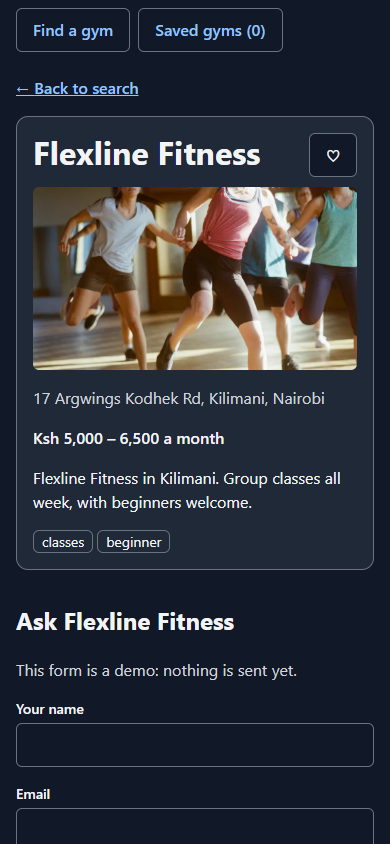 Find a gym
Saved gyms (0)
← Back to search
Flexline Fitness
17 Argwings Kodhek Rd, Kilimani, Nairobi
Ksh 5,000 – 6,500 a month
Flexline Fitness in Kilimani. Group classes all
week, with beginners welcome.
classes
beginner
Ask Flexline Fitness
This form is a demo: nothing is sent yet.
Your name
Email